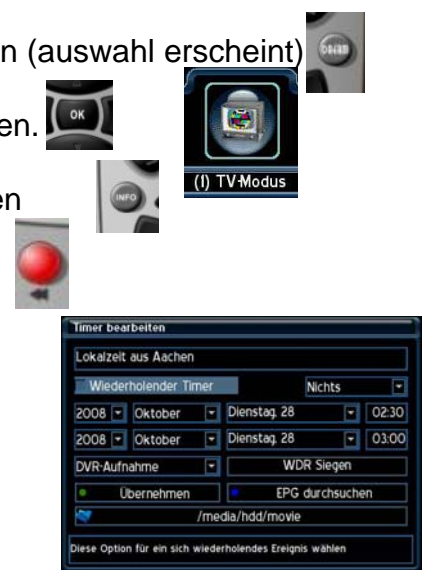 n (auswahl erscheint)
en.
OK
(1) TV-Modus
en
INFO
Timer bearbeiten
Lokalzeit aus Aachen
Wiederholender Timer Nichts
2008 Oktober Dienstag, 28 02:30
2008 Oktober Dienstag, 28 03:00
DVR-Aufnahme WDR Siegen
Übernehmen EPG durchsuchen
/media/hdd/movie
Diese Option für ein sich wiederholendes Ereignis wählen